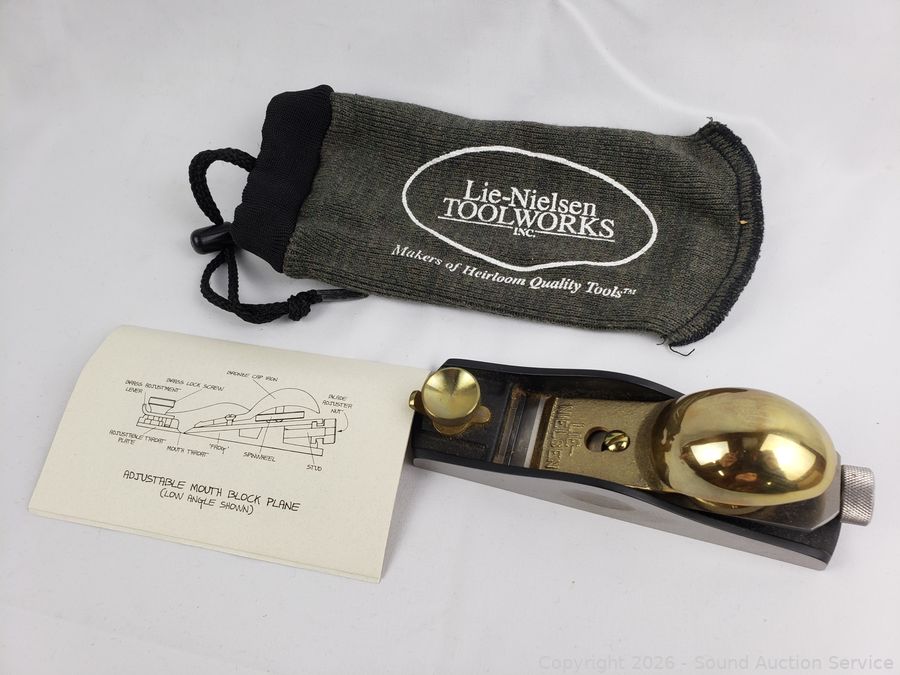 Lie-Nielsen
TOOLWORKS
INC.
Makers of Heirloom Quality Tools™
BRONZE CAP IRON
BRASS LOCK SCREW
BRASS ADJUSTMENT
LEVER
BLADE
ADJUSTER
NUT
ADJUSTABLE THROAT
PLATE
MOUTH THROAT
"FROG"
SPINWHEEL
STUD
ADJUSTABLE MOUTH BLOCK PLANE
(LOW ANGLE SHOWN)
LIE-
NIELSEN
Copyright 2026 - Sound Auction Service